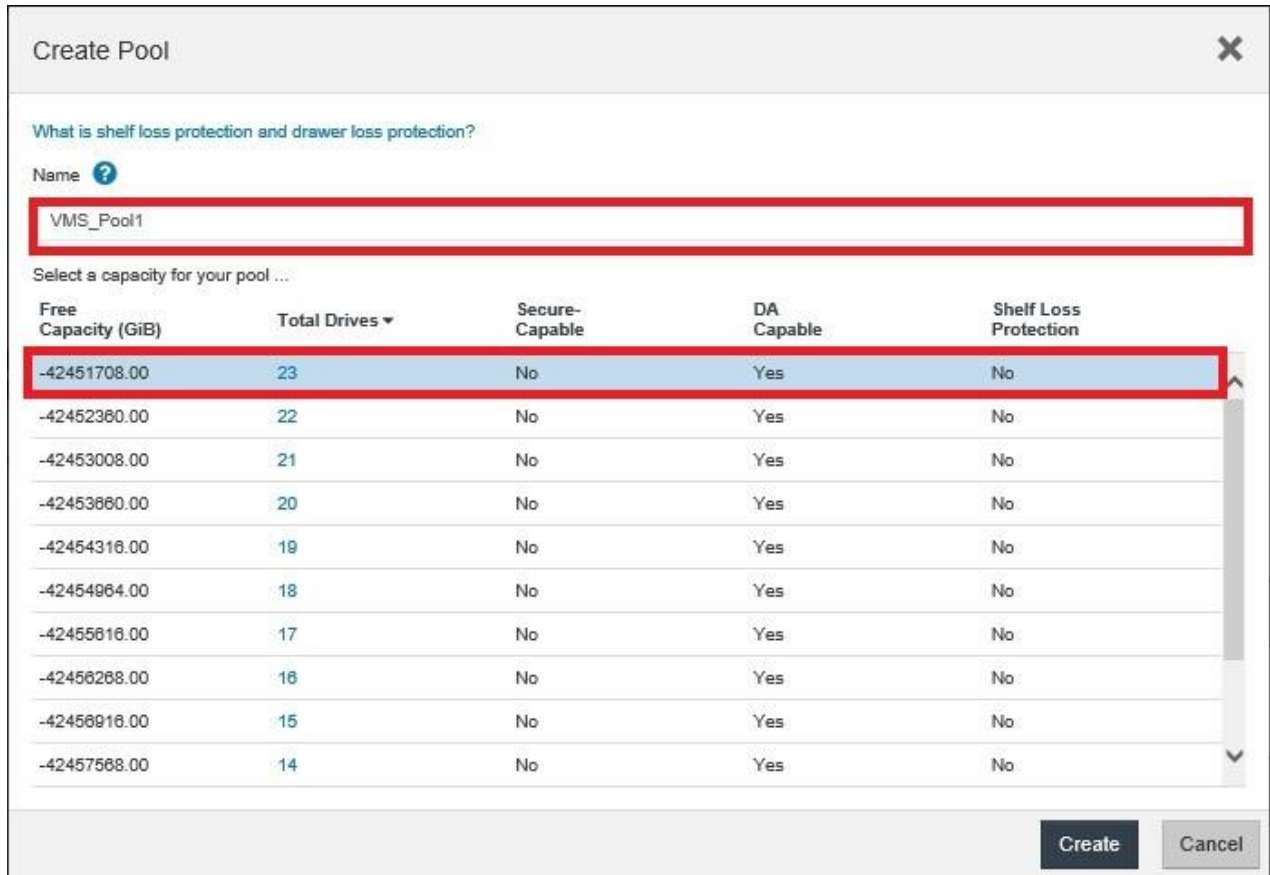 Create Pool
What is shelf loss protection and drawer loss protection?
Name ?
VMS_Pool1
Select a capacity for your pool ...
Free Capacity (GiB) Total Drives Secure-Capable DA Capable Shelf Loss Protection
-42451708.00 23 No Yes No
-42452360.00 22 No Yes No
-42453008.00 21 No Yes No
-42453660.00 20 No Yes No
-42454316.00 19 No Yes No
-42454964.00 18 No Yes No
-42455616.00 17 No Yes No
-42456268.00 16 No Yes No
-42456916.00 15 No Yes No
-42457568.00 14 No Yes No
Create Cancel